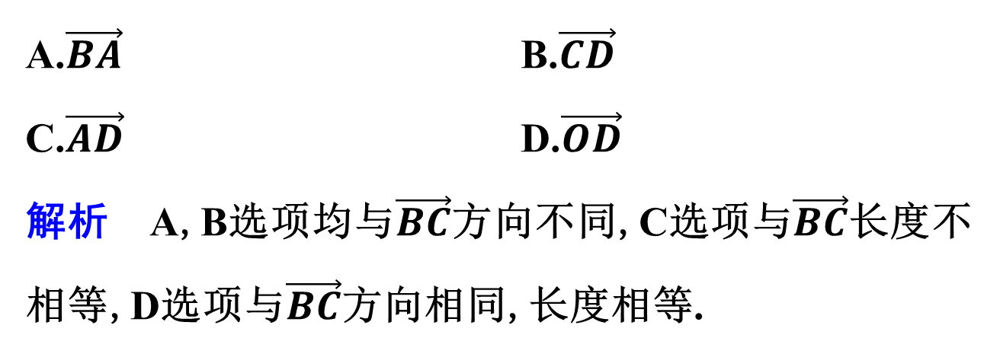 A.$\overrightarrow{BA}$ B.$\overrightarrow{CD}$
C.$\overrightarrow{AD}$ D.$\overrightarrow{OD}$
解析 A, B选项均与$\overrightarrow{BC}$方向不同, C选项与$\overrightarrow{BC}$长度不
相等, D选项与$\overrightarrow{BC}$方向相同, 长度相等.